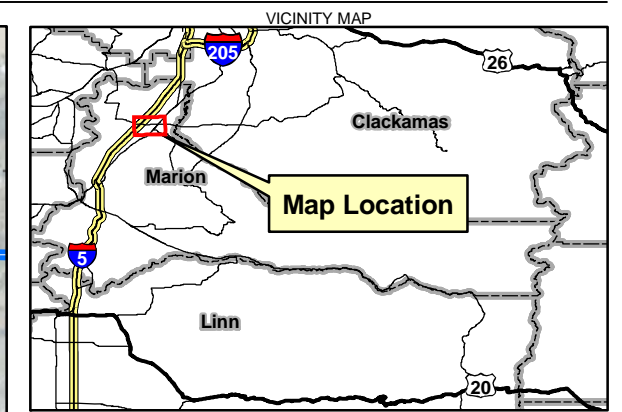 VICINITY MAP
205
26
Clackamas
Marion
Map Location
5
Linn
20